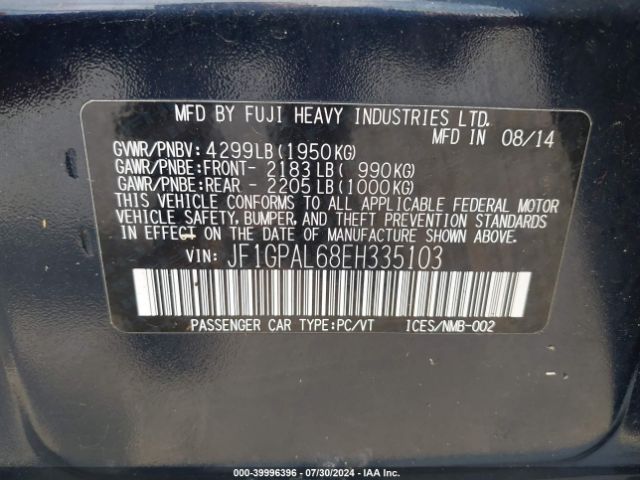 MFD BY FUJI HEAVY INDUSTRIES LTD.
MFD IN 08/14
GVWR/PNBV: 4299LB(1950KG)
GAWR/PNBE:FRONT- 2183LB( 990KG)
GAWR/PNBE:REAR - 2205LB(1000KG)
THIS VEHICLE CONFORMS TO ALL APPLICABLE FEDERAL MOTOR
VEHICLE SAFETY, BUMPER, AND THEFT PREVENTION STANDARDS
IN EFFECT ON THE DATE OF MANUFACTURE SHOWN ABOVE.
VIN: JF1GPAL68EH335103
PASSENGER CAR TYPE:PC/VT ICES/NMB-002
000-39996396 - 07/30/2024 - IAA Holdings, LLC.